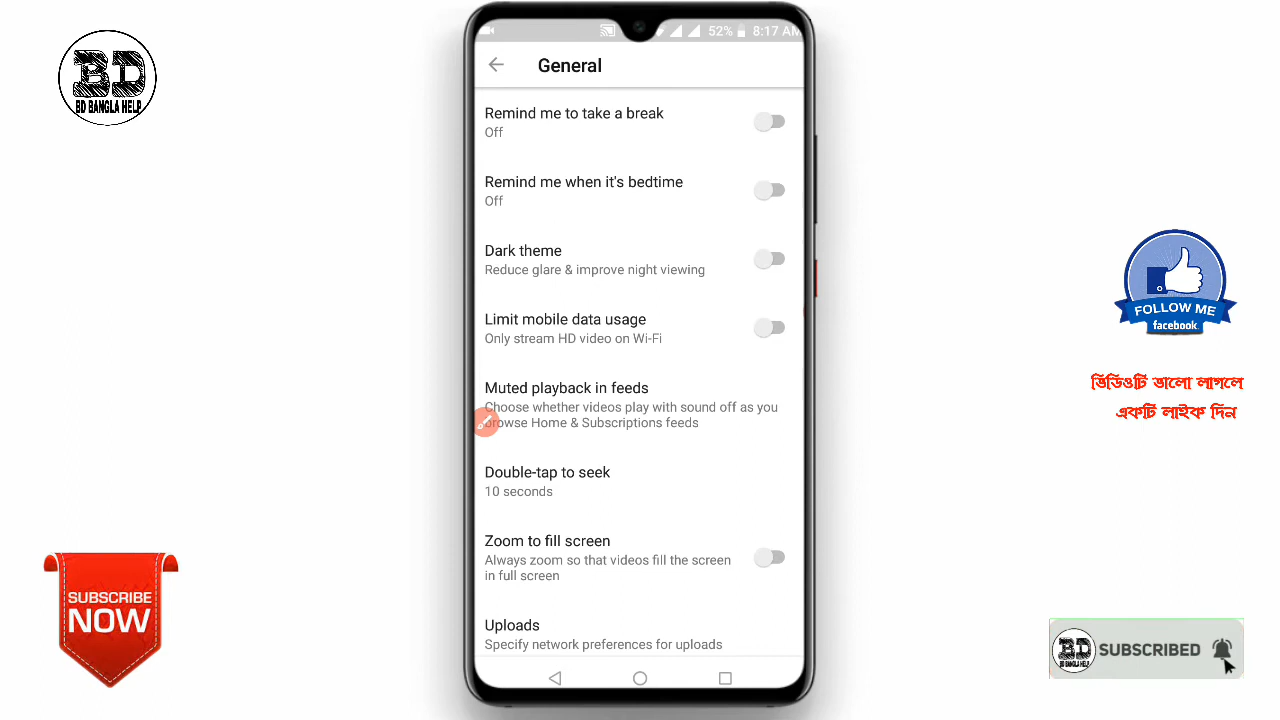 BD
BD BANGLA HELP
52% 8:17 AM
General
Remind me to take a break
Off
Remind me when it's bedtime
Off
Dark theme
Reduce glare & improve night viewing
Limit mobile data usage
Only stream HD video on Wi-Fi
Muted playback in feeds
Choose whether videos play with sound off as you
browse Home & Subscriptions feeds
Double-tap to seek
10 seconds
Zoom to fill screen
Always zoom so that videos fill the screen
in full screen
Uploads
Specify network preferences for uploads
FOLLOW ME
facebook
ভিডিওটি ভালো লাগলে
একটি লাইক দিন
SUBSCRIBE
NOW
BD
BD BANGLA HELP
SUBSCRIBED